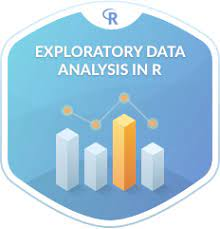 R
EXPLORATORY DATA
ANALYSIS IN R